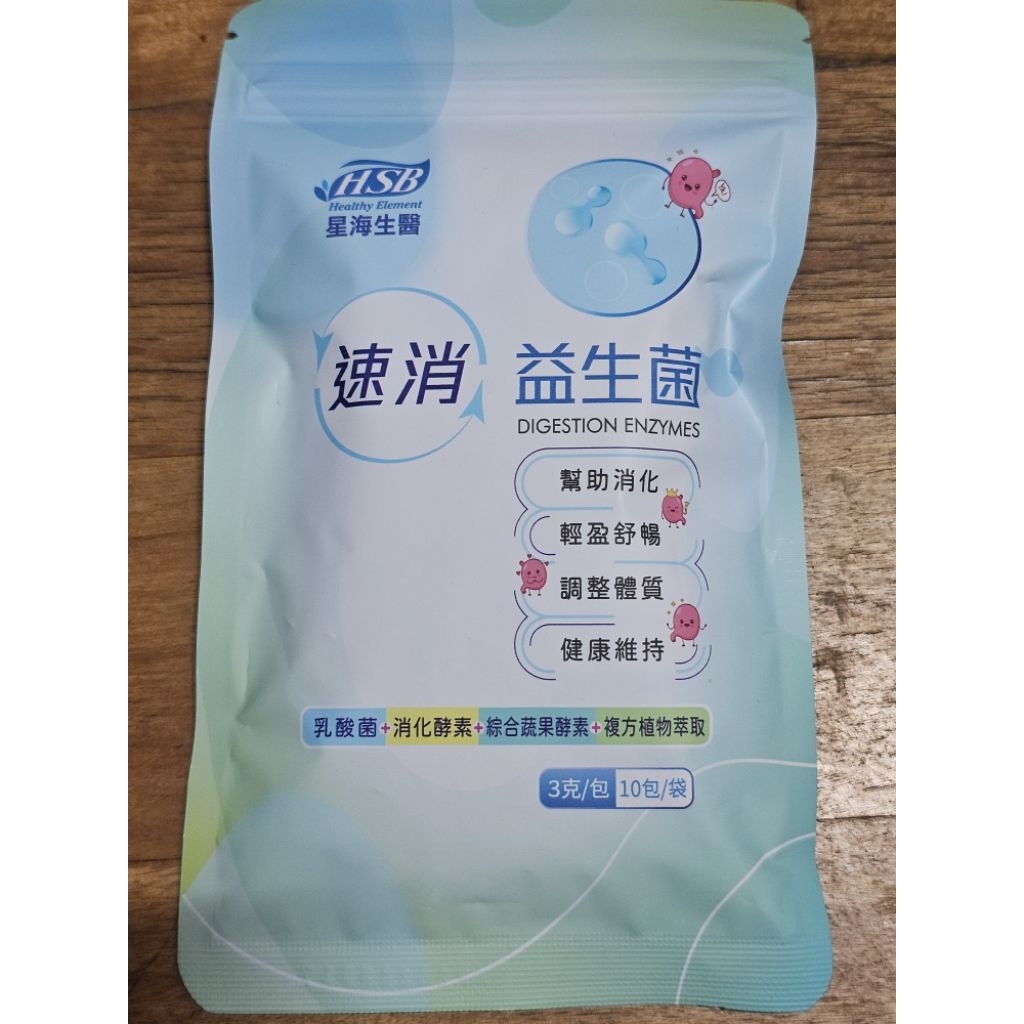 HSB
Healthy Element
星海生醫
速消 益生菌
DIGESTION ENZYMES
幫助消化
輕盈舒暢
調整體質
健康維持
乳酸菌+消化酵素+綜合蔬果酵素+複方植物萃取
3克/包 10包/袋